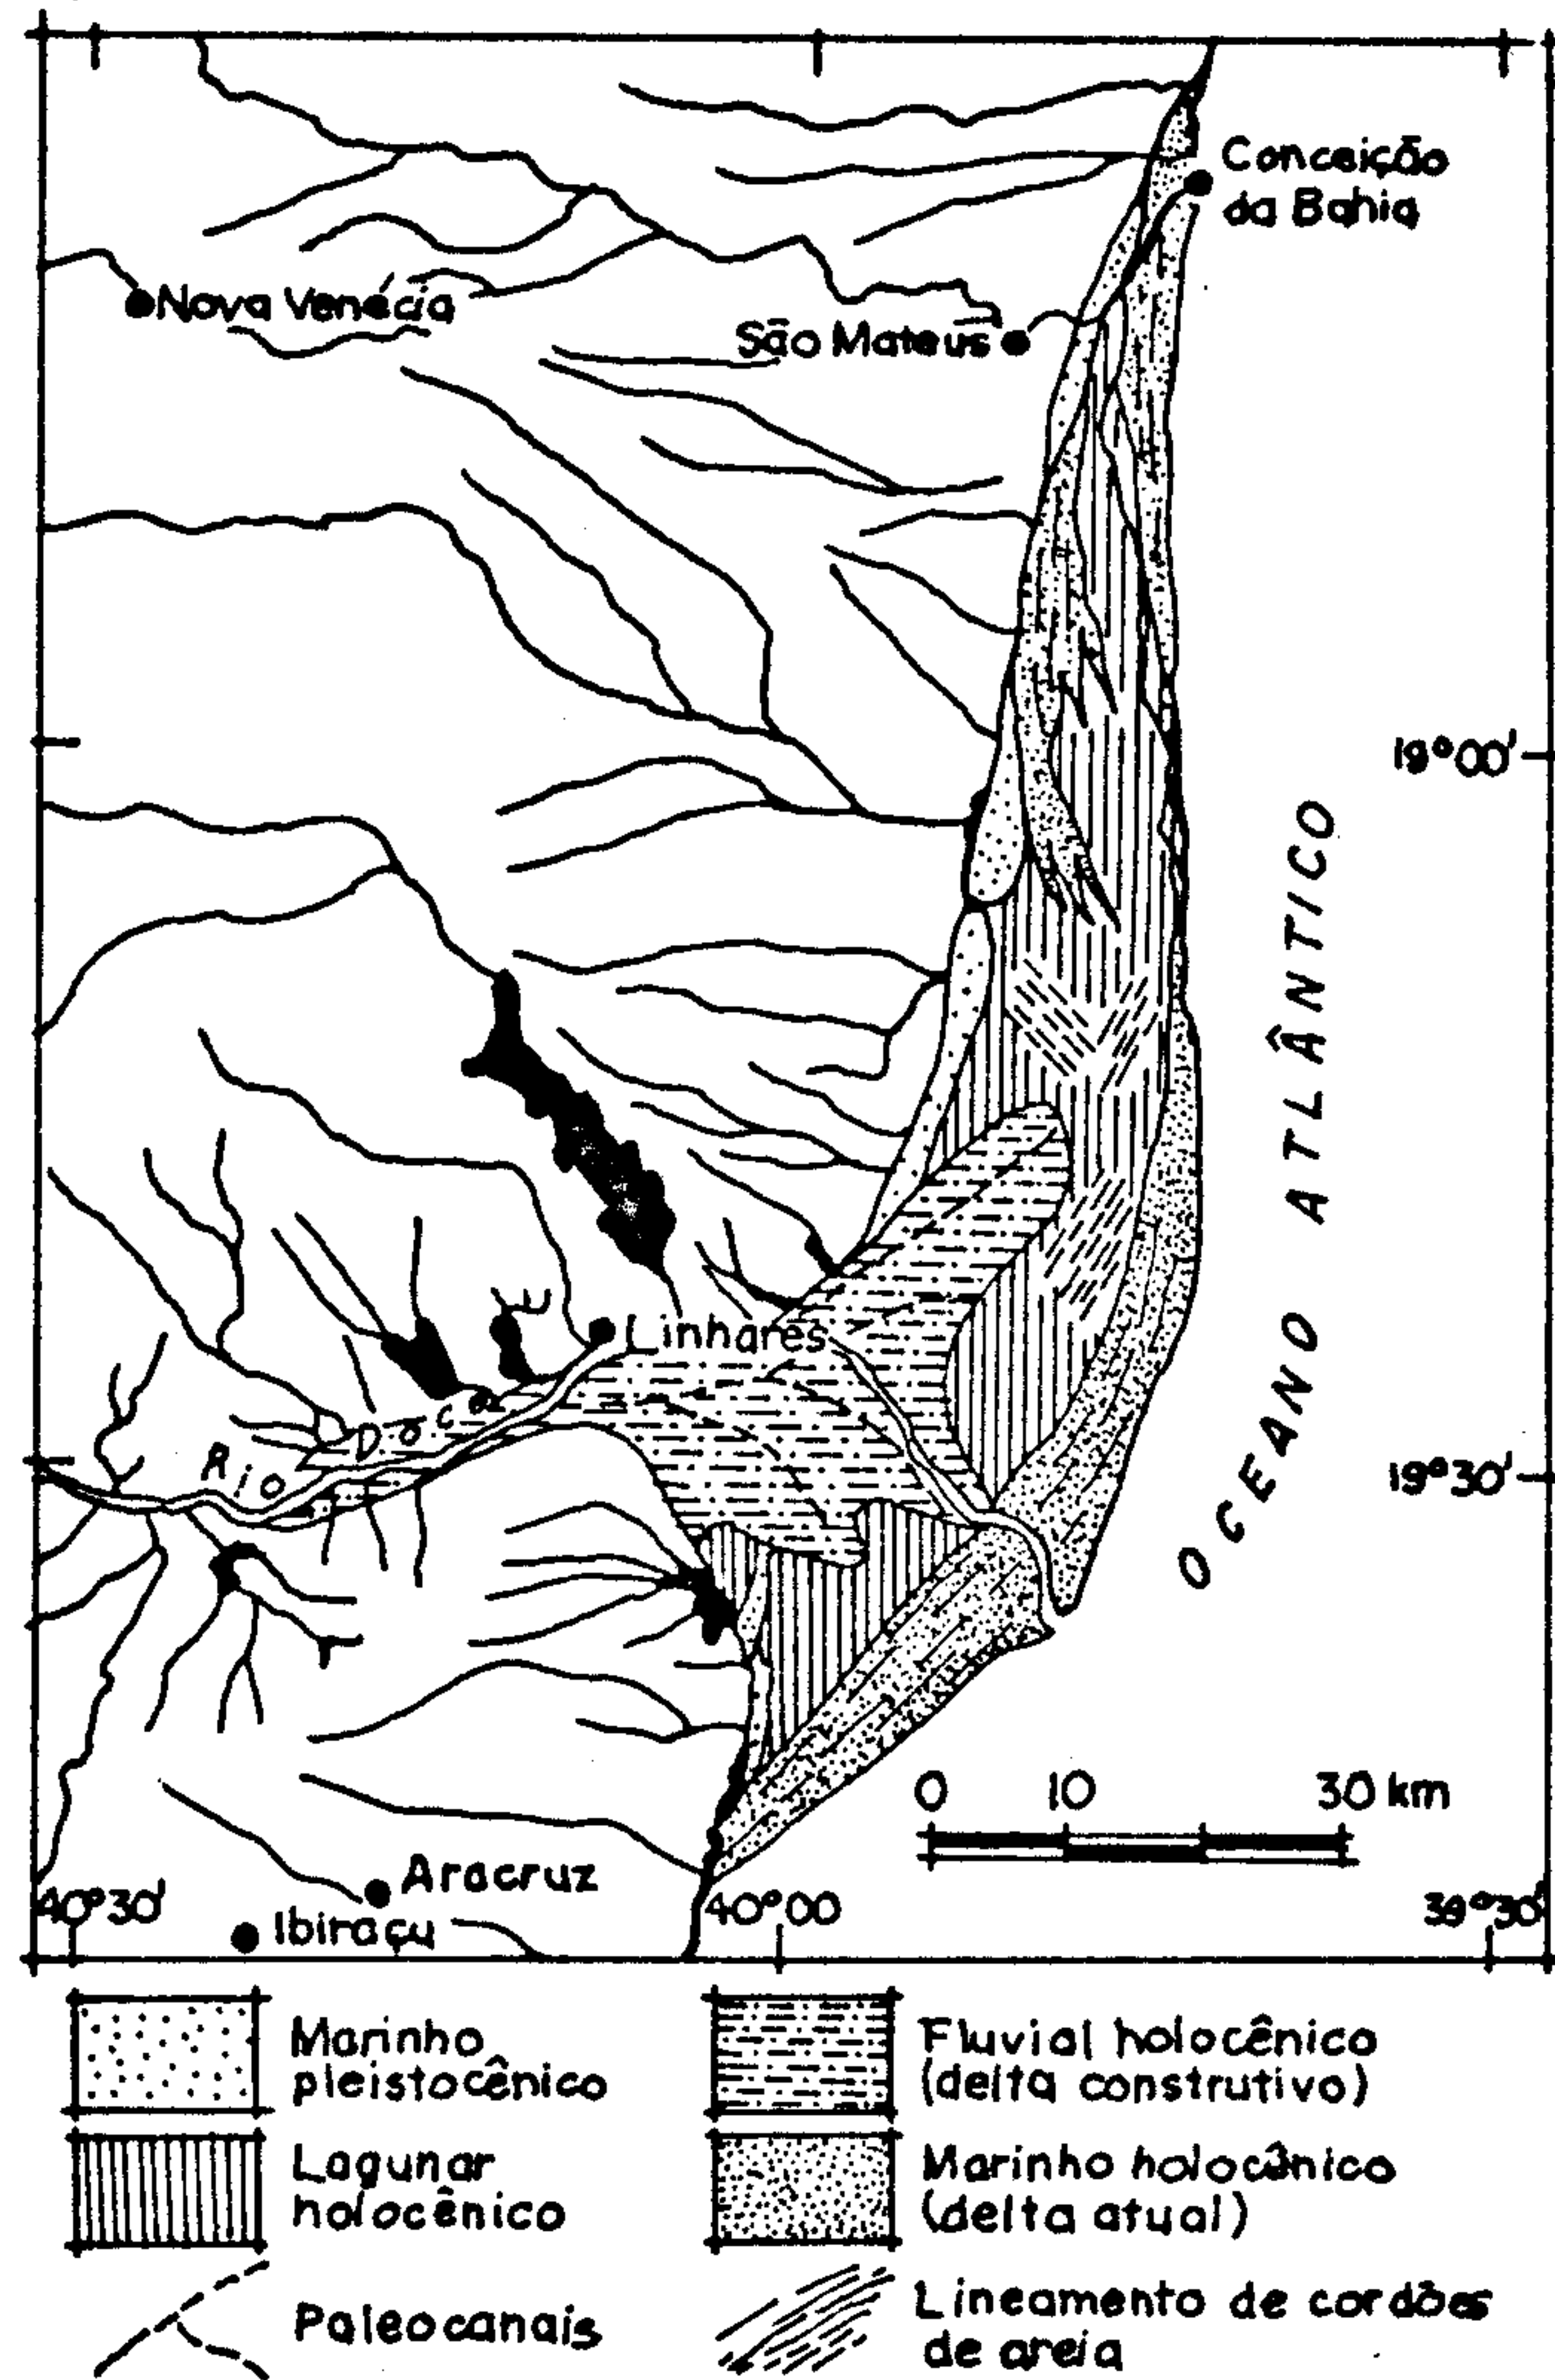 Conceição
da Bahia
Nova Venécia
São Mateus
19°00'
OCEANO ATLÂNTICO
Linhares
Rio Doce
19°30'
0 10 30 km
Aracruz
40°30' 40°00 39°30'
Ibiraçu
Marinho
pleistocênico
Fluvial holocênico
(delta construtivo)
Lagunar
holocênico
Marinho holocênico
(delta atual)
Paleocanais
Lineamento de cordões
de areia